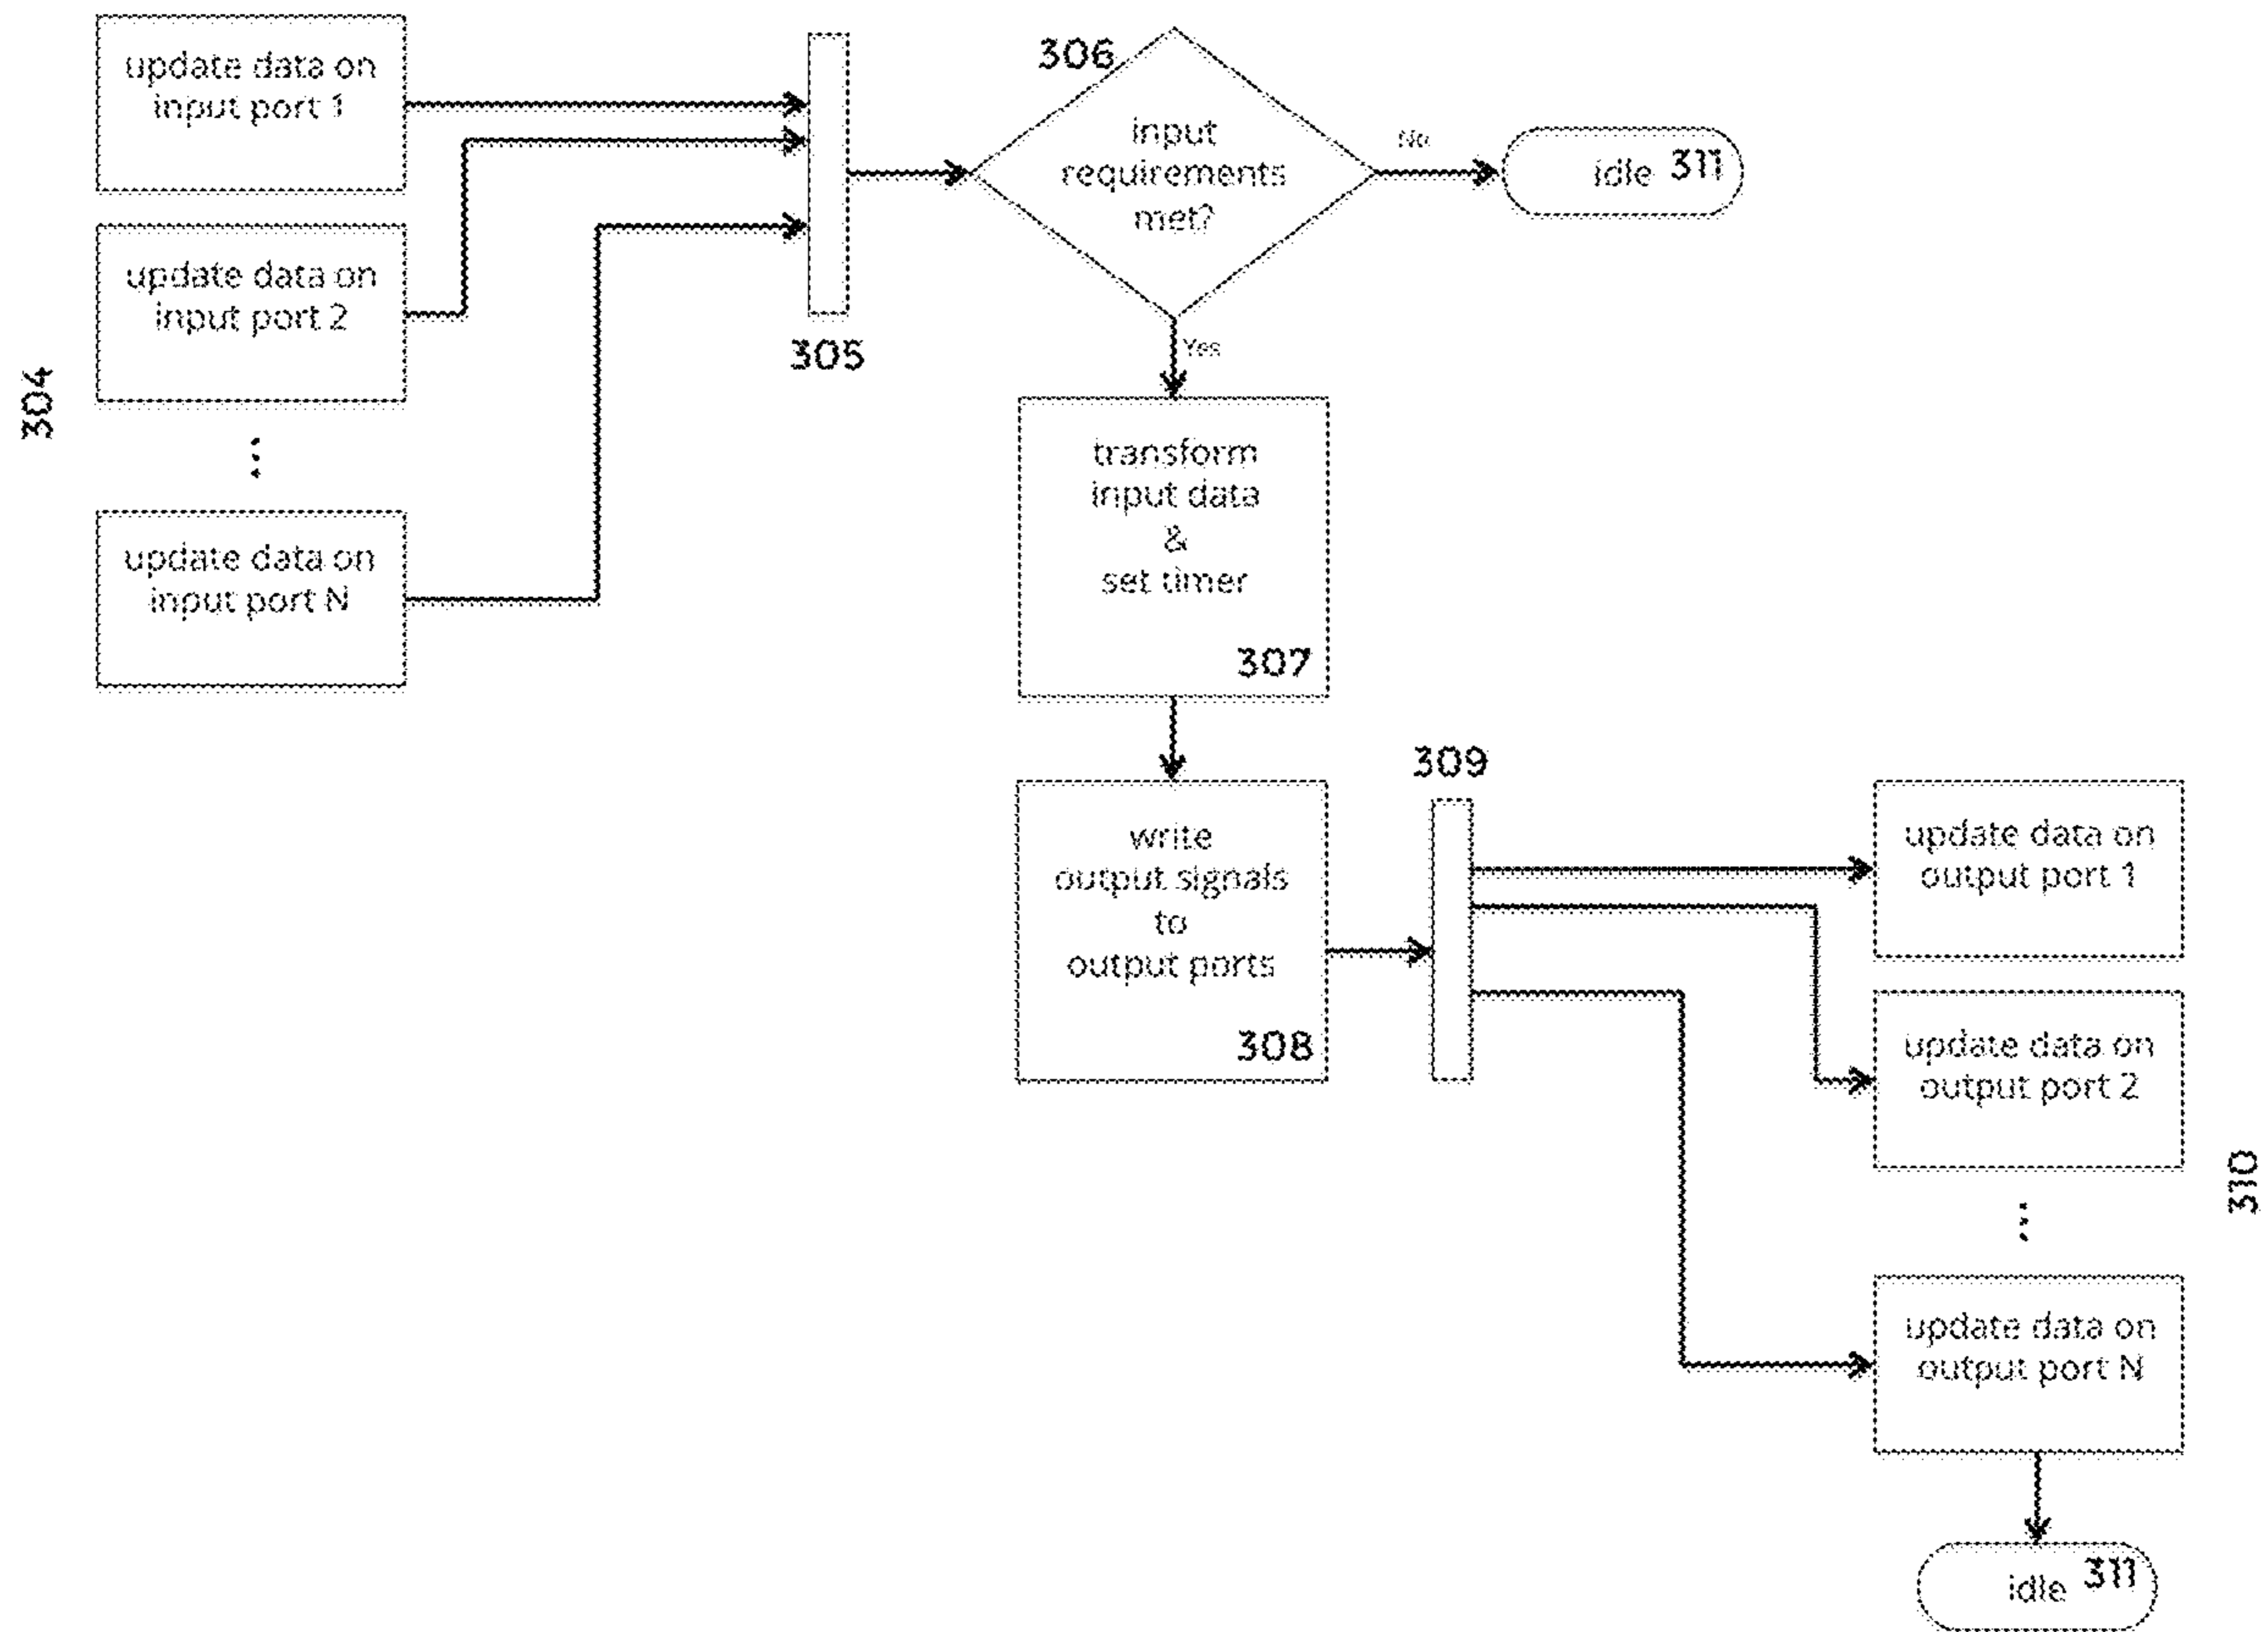 update data on
input port 1
update data on
input port 2
304
...
update data on
input port N
305
306
input
requirements
met?
No
idle 311
Yes
transform
input data
&
set timer
307
write
output signals
to
output ports
308
309
update data on
output port 1
update data on
output port 2
310
...
update data on
output port N
idle 311